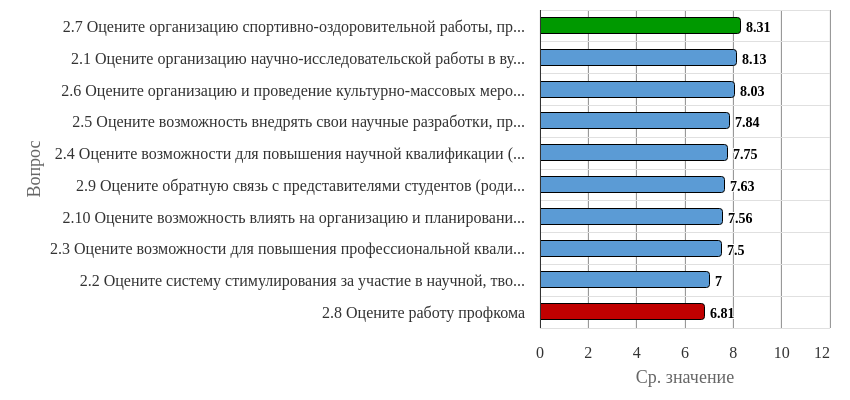 2.7 Оцените организацию спортивно-оздоровительной работы, пр... 8.31
2.1 Оцените организацию научно-исследовательской работы в ву... 8.13
2.6 Оцените организацию и проведение культурно-массовых меро... 8.03
2.5 Оцените возможность внедрять свои научные разработки, пр... 7.84
2.4 Оцените возможности для повышения научной квалификации (... 7.75
2.9 Оцените обратную связь с представителями студентов (роди... 7.63
2.10 Оцените возможность влиять на организацию и планировани... 7.56
2.3 Оцените возможности для повышения профессиональной квали... 7.5
2.2 Оцените систему стимулирования за участие в научной, тво... 7
2.8 Оцените работу профкома 6.81
Вопрос
0 2 4 6 8 10 12
Ср. значение